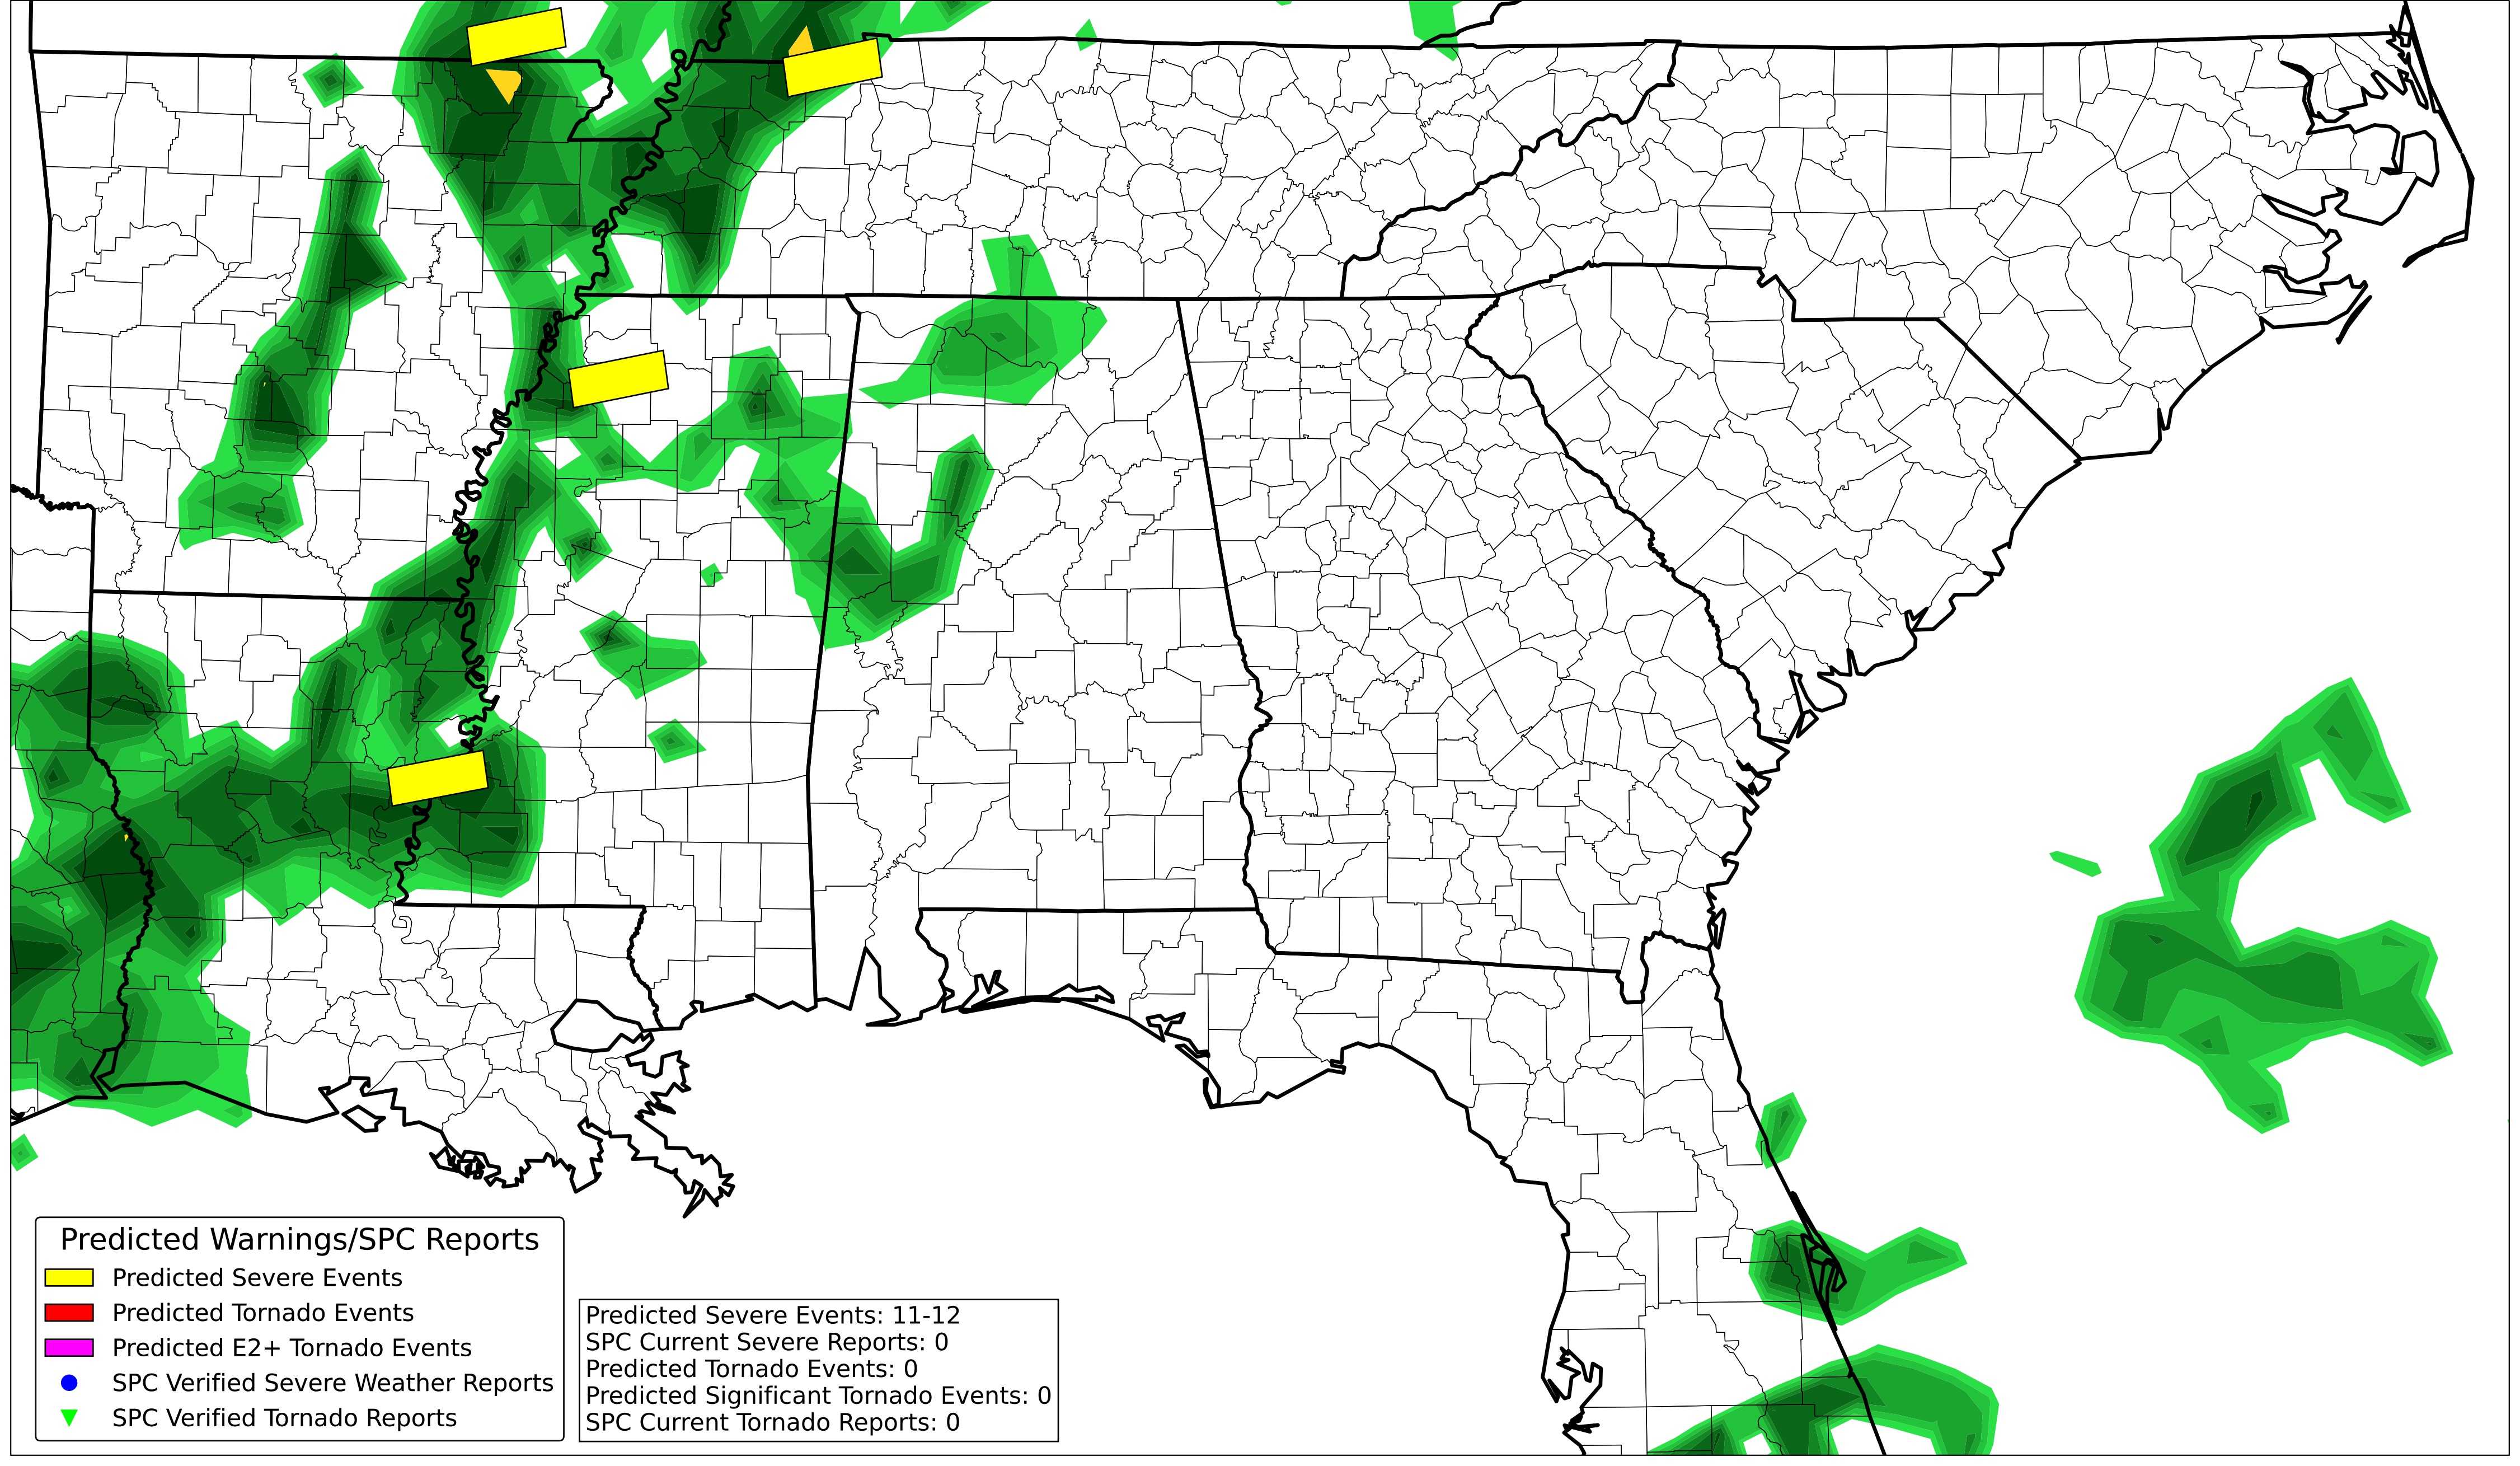 Predicted Warnings/SPC Reports
Predicted Severe Events
Predicted Tornado Events
Predicted E2+ Tornado Events
SPC Verified Severe Weather Reports
SPC Verified Tornado Reports
Predicted Severe Events: 11-12
SPC Current Severe Reports: 0
Predicted Tornado Events: 0
Predicted Significant Tornado Events: 0
SPC Current Tornado Reports: 0